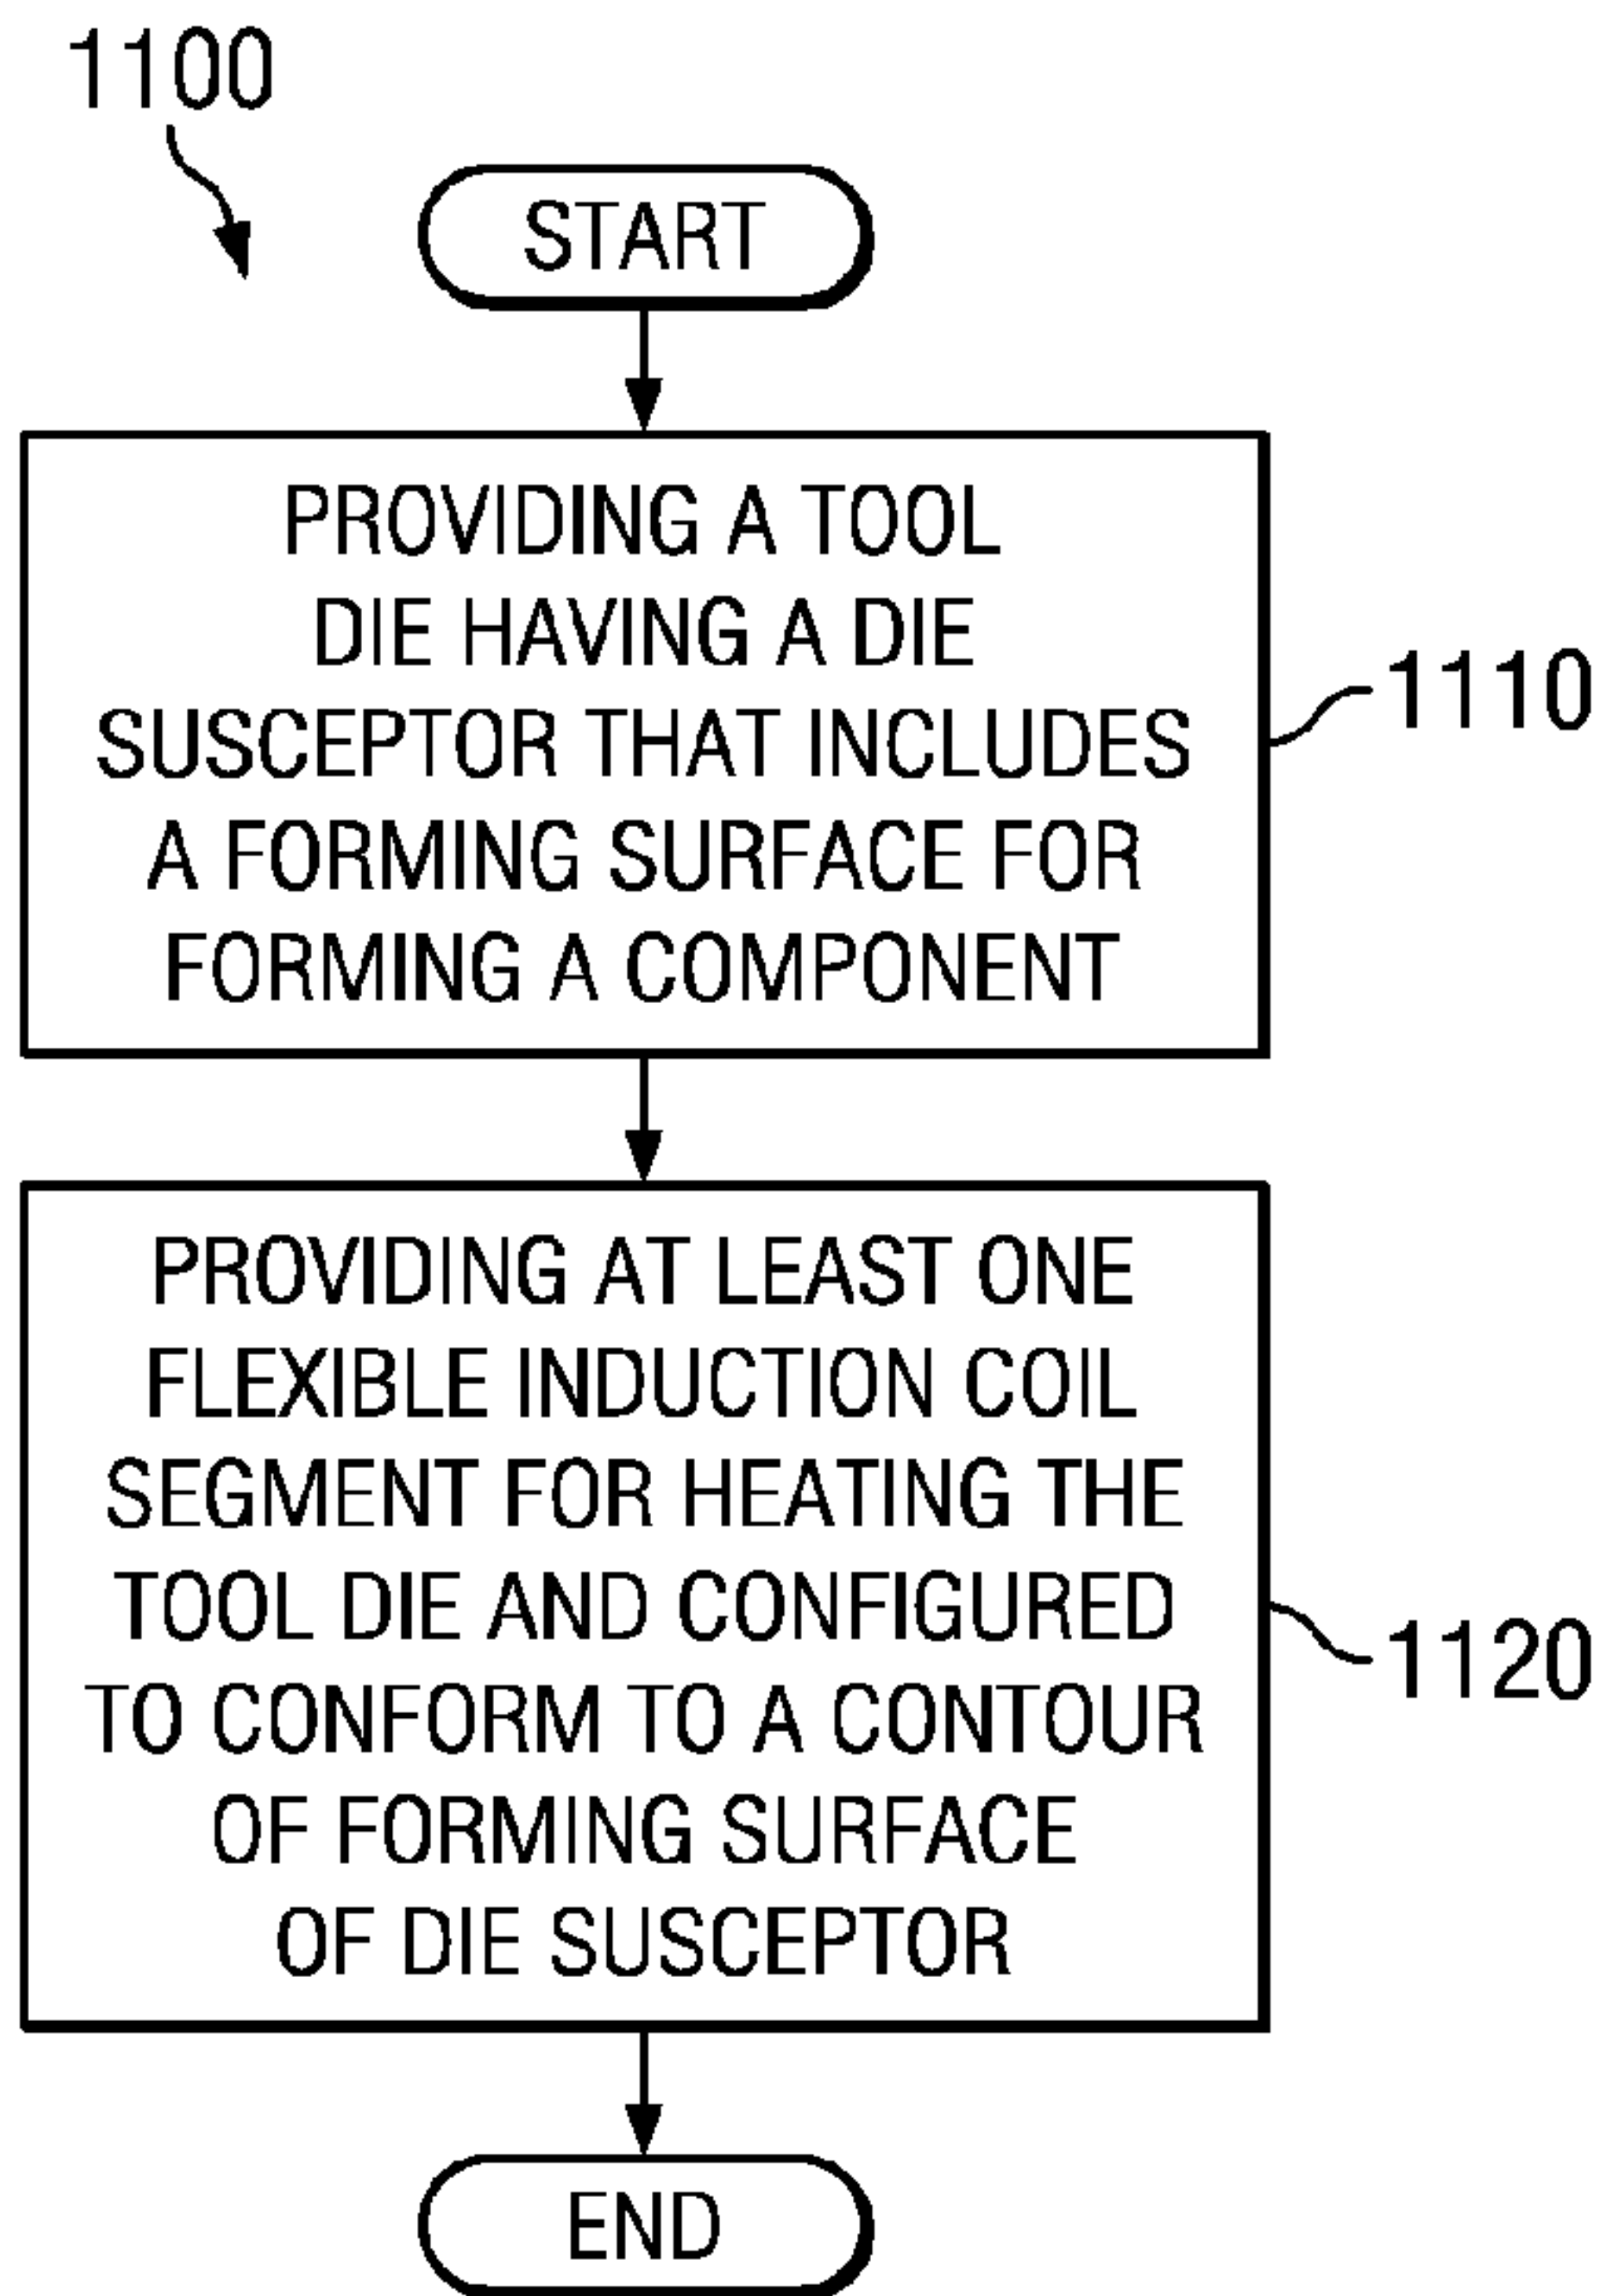 1100
START
PROVIDING A TOOL
DIE HAVING A DIE
SUSCEPTOR THAT INCLUDES
A FORMING SURFACE FOR
FORMING A COMPONENT
1110
PROVIDING AT LEAST ONE
FLEXIBLE INDUCTION COIL
SEGMENT FOR HEATING THE
TOOL DIE AND CONFIGURED
TO CONFORM TO A CONTOUR
OF FORMING SURFACE
OF DIE SUSCEPTOR
1120
END